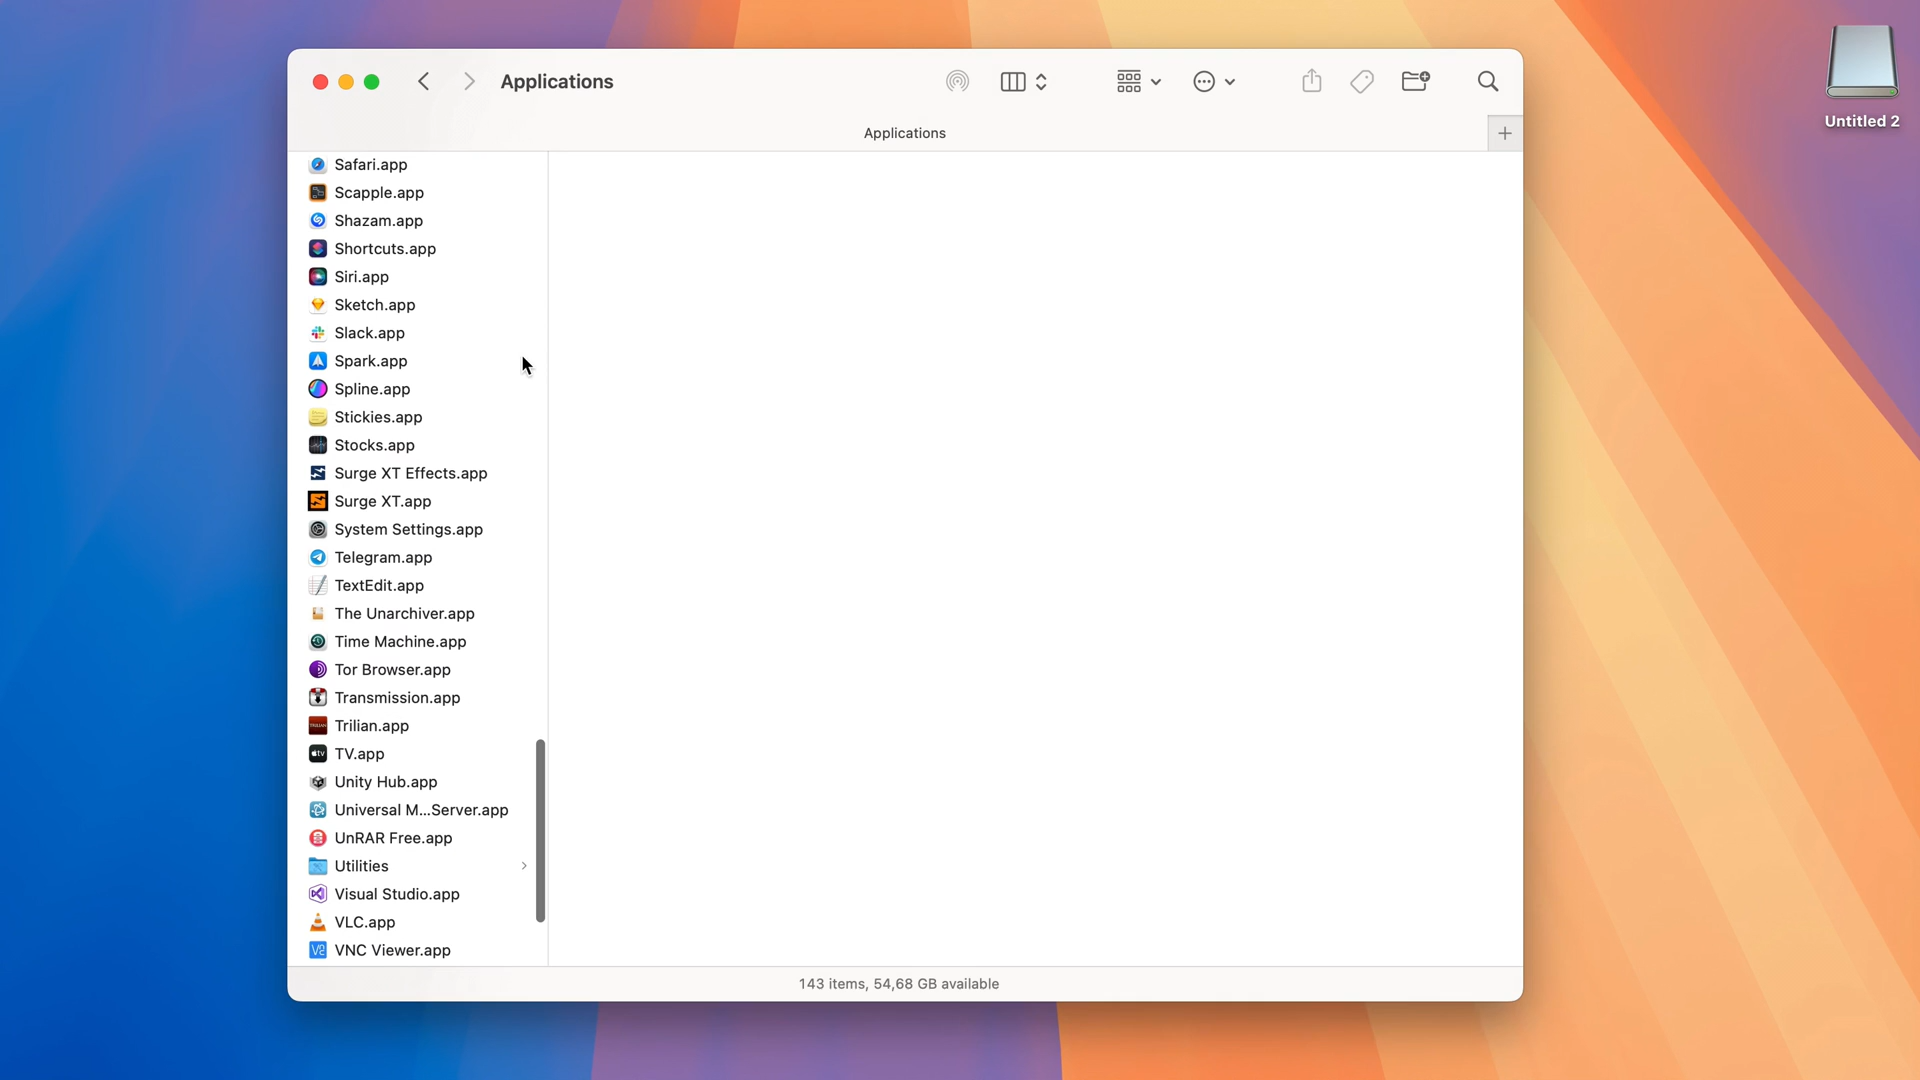 Applications
Untitled 2
Applications
Safari.app
Scapple.app
Shazam.app
Shortcuts.app
Siri.app
Sketch.app
Slack.app
Spark.app
Spline.app
Stickies.app
Stocks.app
Surge XT Effects.app
Surge XT.app
System Settings.app
Telegram.app
TextEdit.app
The Unarchiver.app
Time Machine.app
Tor Browser.app
Transmission.app
Trilian.app
TV.app
Unity Hub.app
Universal M...Server.app
UnRAR Free.app
Utilities
Visual Studio.app
VLC.app
VNC Viewer.app
143 items, 54,68 GB available